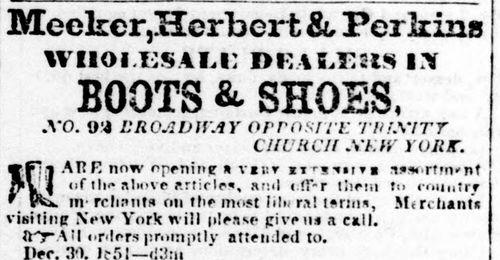 Meeker, Herbert & Perkins
WHOLESALE DEALERS IN
BOOTS & SHOES,
NO. 92 BROADWAY OPPOSITE TRINITY
CHURCH NEW YORK.
ARE now opening a VERY EXTENSIVE assortment
of the above articles, and offer them to country
merchants on the most liberal terms, Merchants
visiting New York will please give us a call.
☞ All orders promptly attended to.
Dec. 30. 1851—d3m